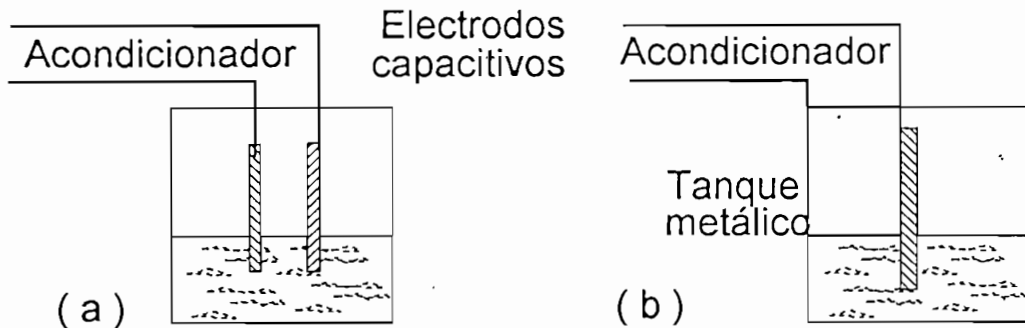 Acondicionador
Electrodos
capacitivos
( a )
Acondicionador
Tanque
metálico
( b )